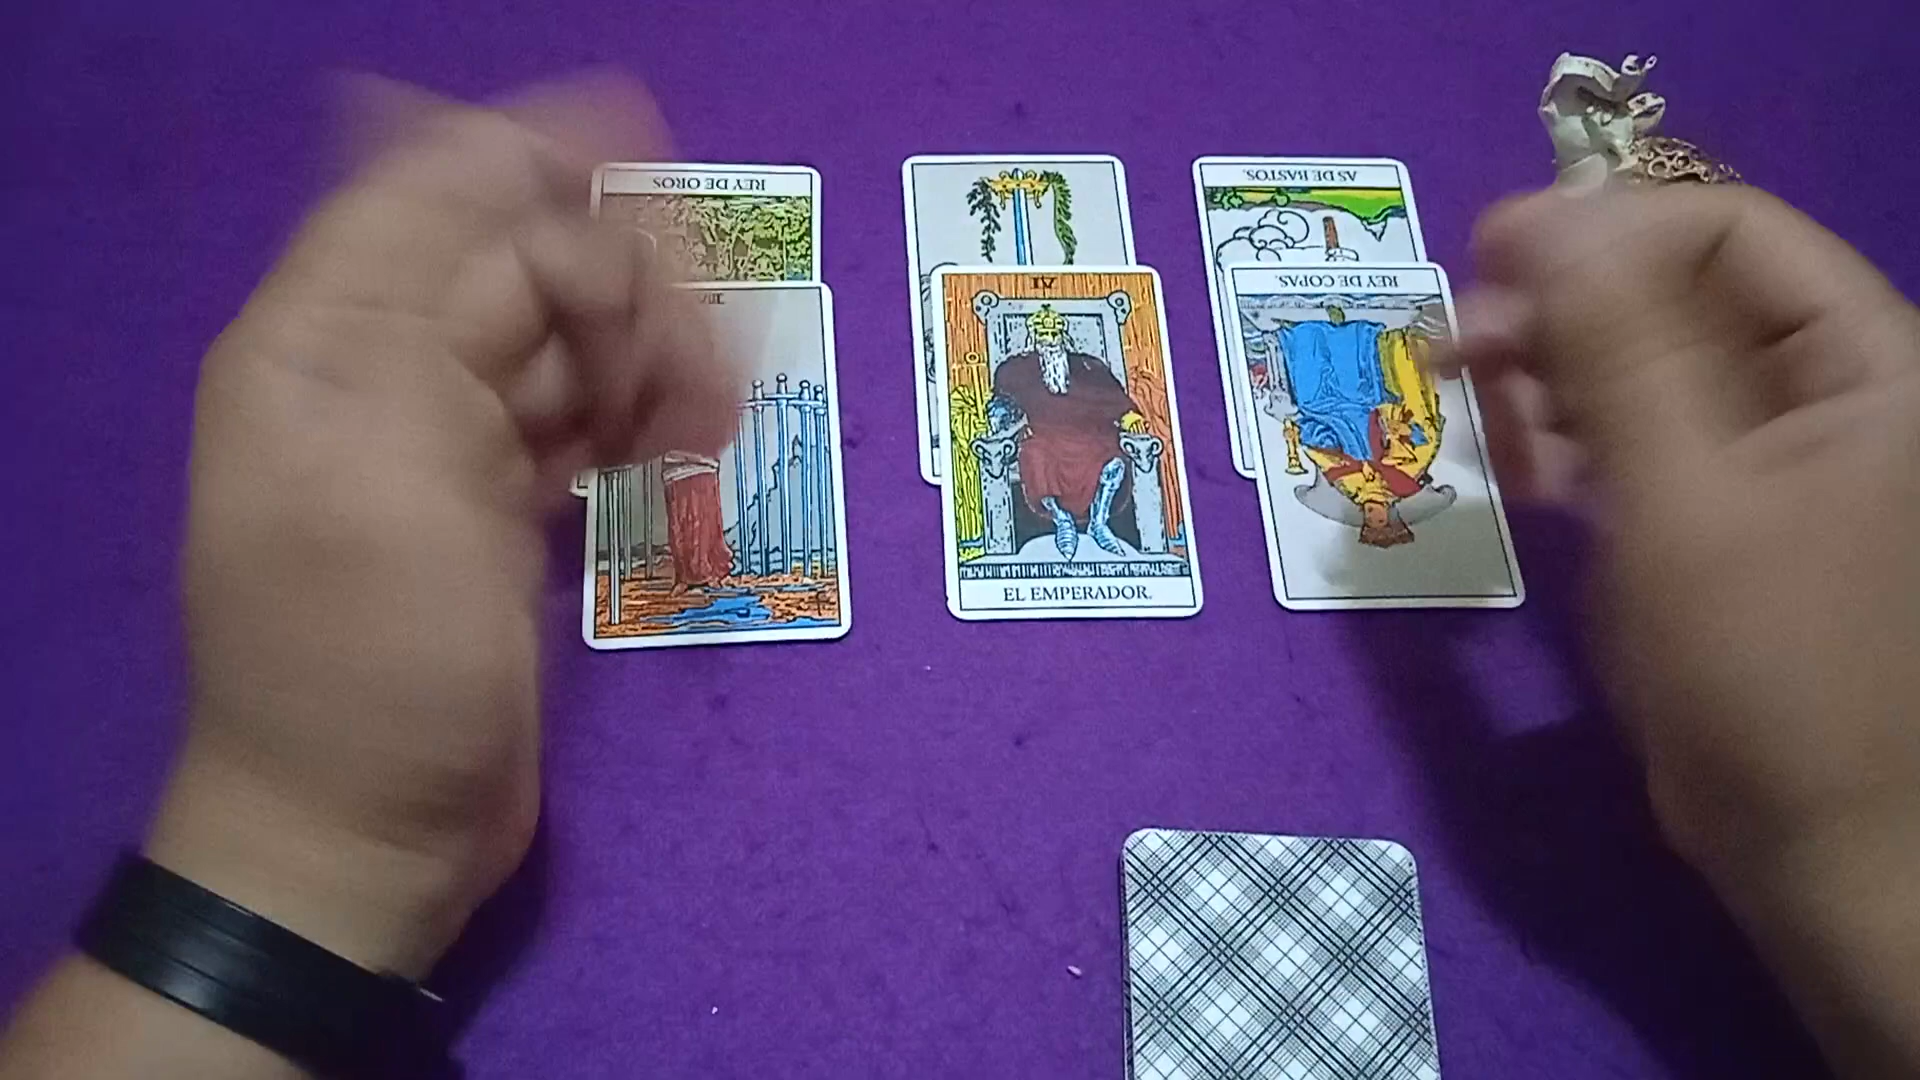 REY DE OROS.
AS DE BASTOS.
REY DE COPAS.
IV
EL EMPERADOR.